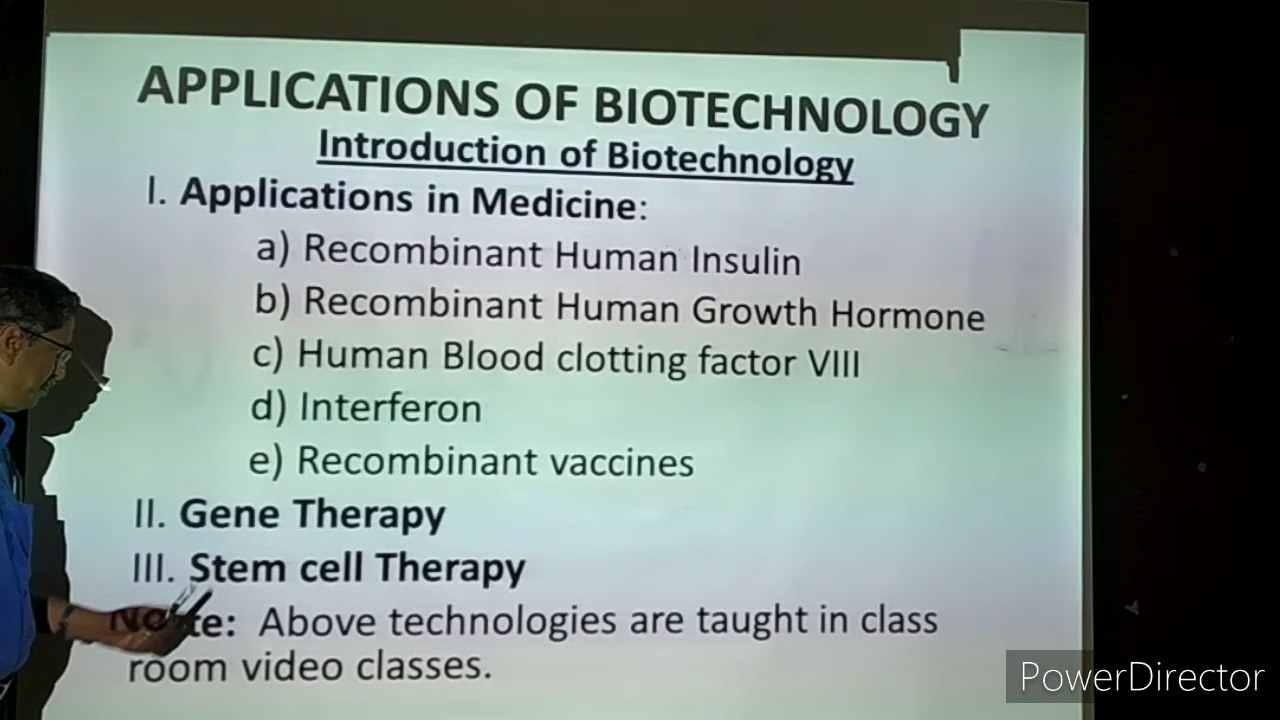 APPLICATIONS OF BIOTECHNOLOGY
Introduction of Biotechnology
I. Applications in Medicine:
a) Recombinant Human Insulin
b) Recombinant Human Growth Hormone
c) Human Blood clotting factor VIII
d) Interferon
e) Recombinant vaccines
II. Gene Therapy
III. Stem cell Therapy
Note: Above technologies are taught in class
room video classes.
PowerDirector